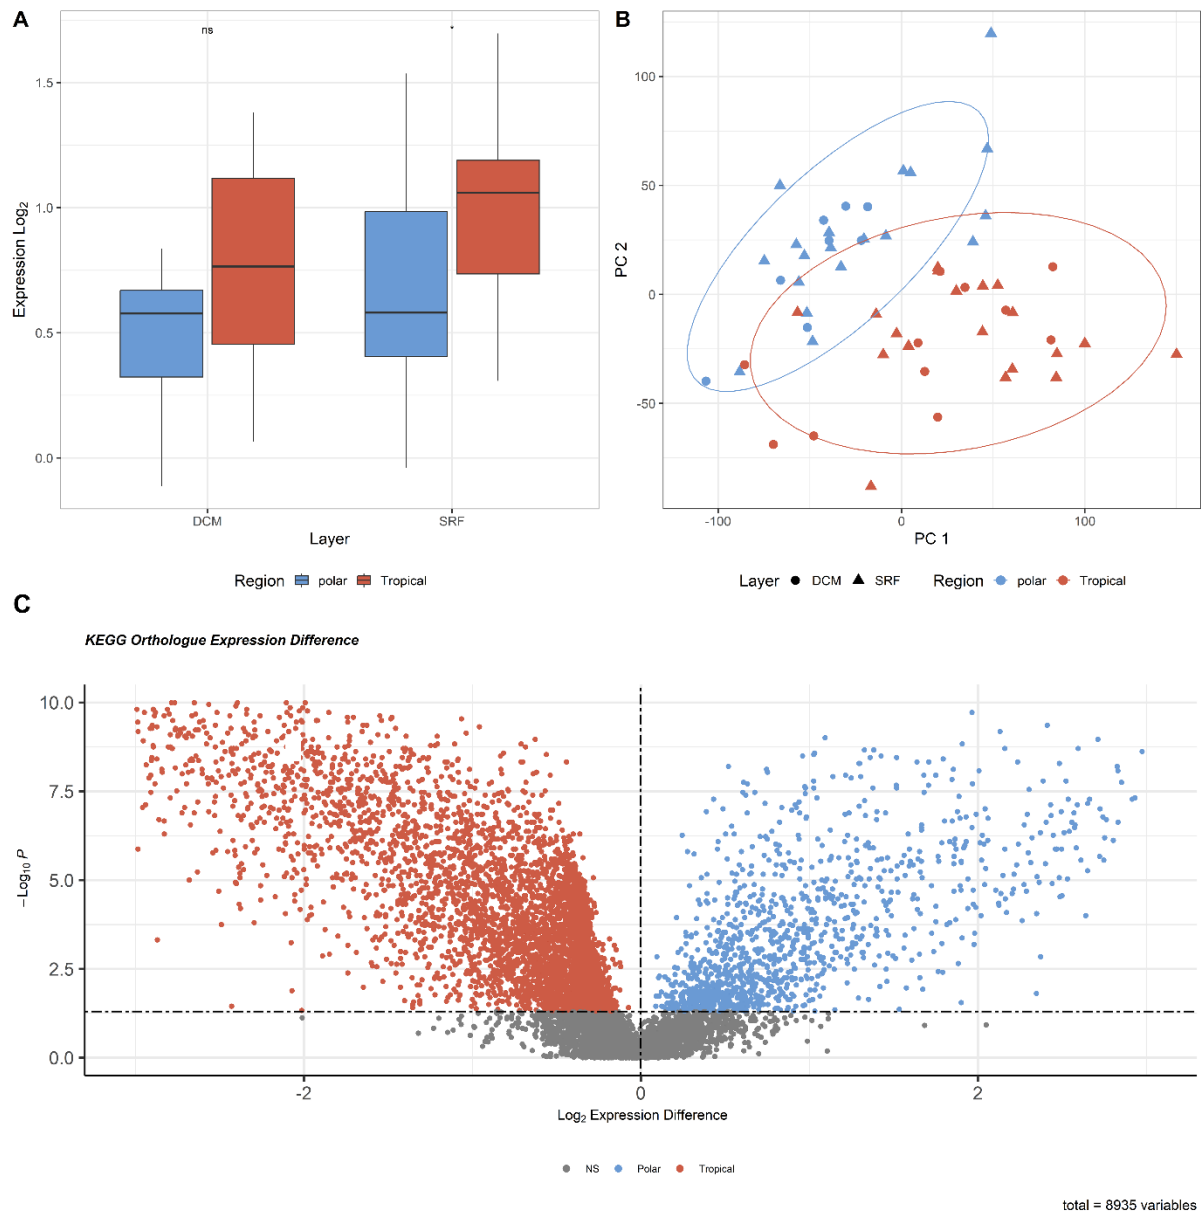 A
ns
*
1.5
1.0
0.5
0.0
Expression Log2
DCM
SRF
Layer
Region polar Tropical
B
100
50
0
-50
PC 2
-100
0
100
PC 1
Layer DCM SRF Region polar Tropical
C
KEGG Orthologue Expression Difference
10.0
7.5
5.0
2.5
0.0
−Log10 P
-2
0
2
Log2 Expression Difference
NS Polar Tropical
total = 8935 variables